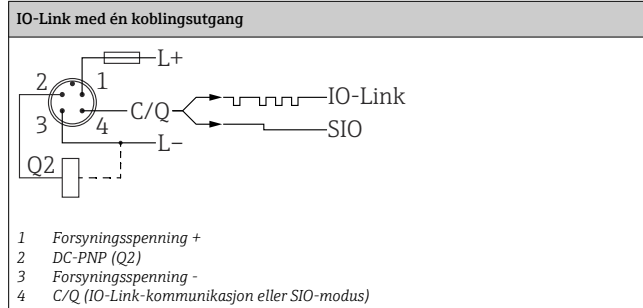 IO-Link med én koblingsutgang
L+
2 1
C/Q IO-Link
3 4
SIO
L−
Q2
1 Forsyningsspenning +
2 DC-PNP (Q2)
3 Forsyningsspenning -
4 C/Q (IO-Link-kommunikasjon eller SIO-modus)